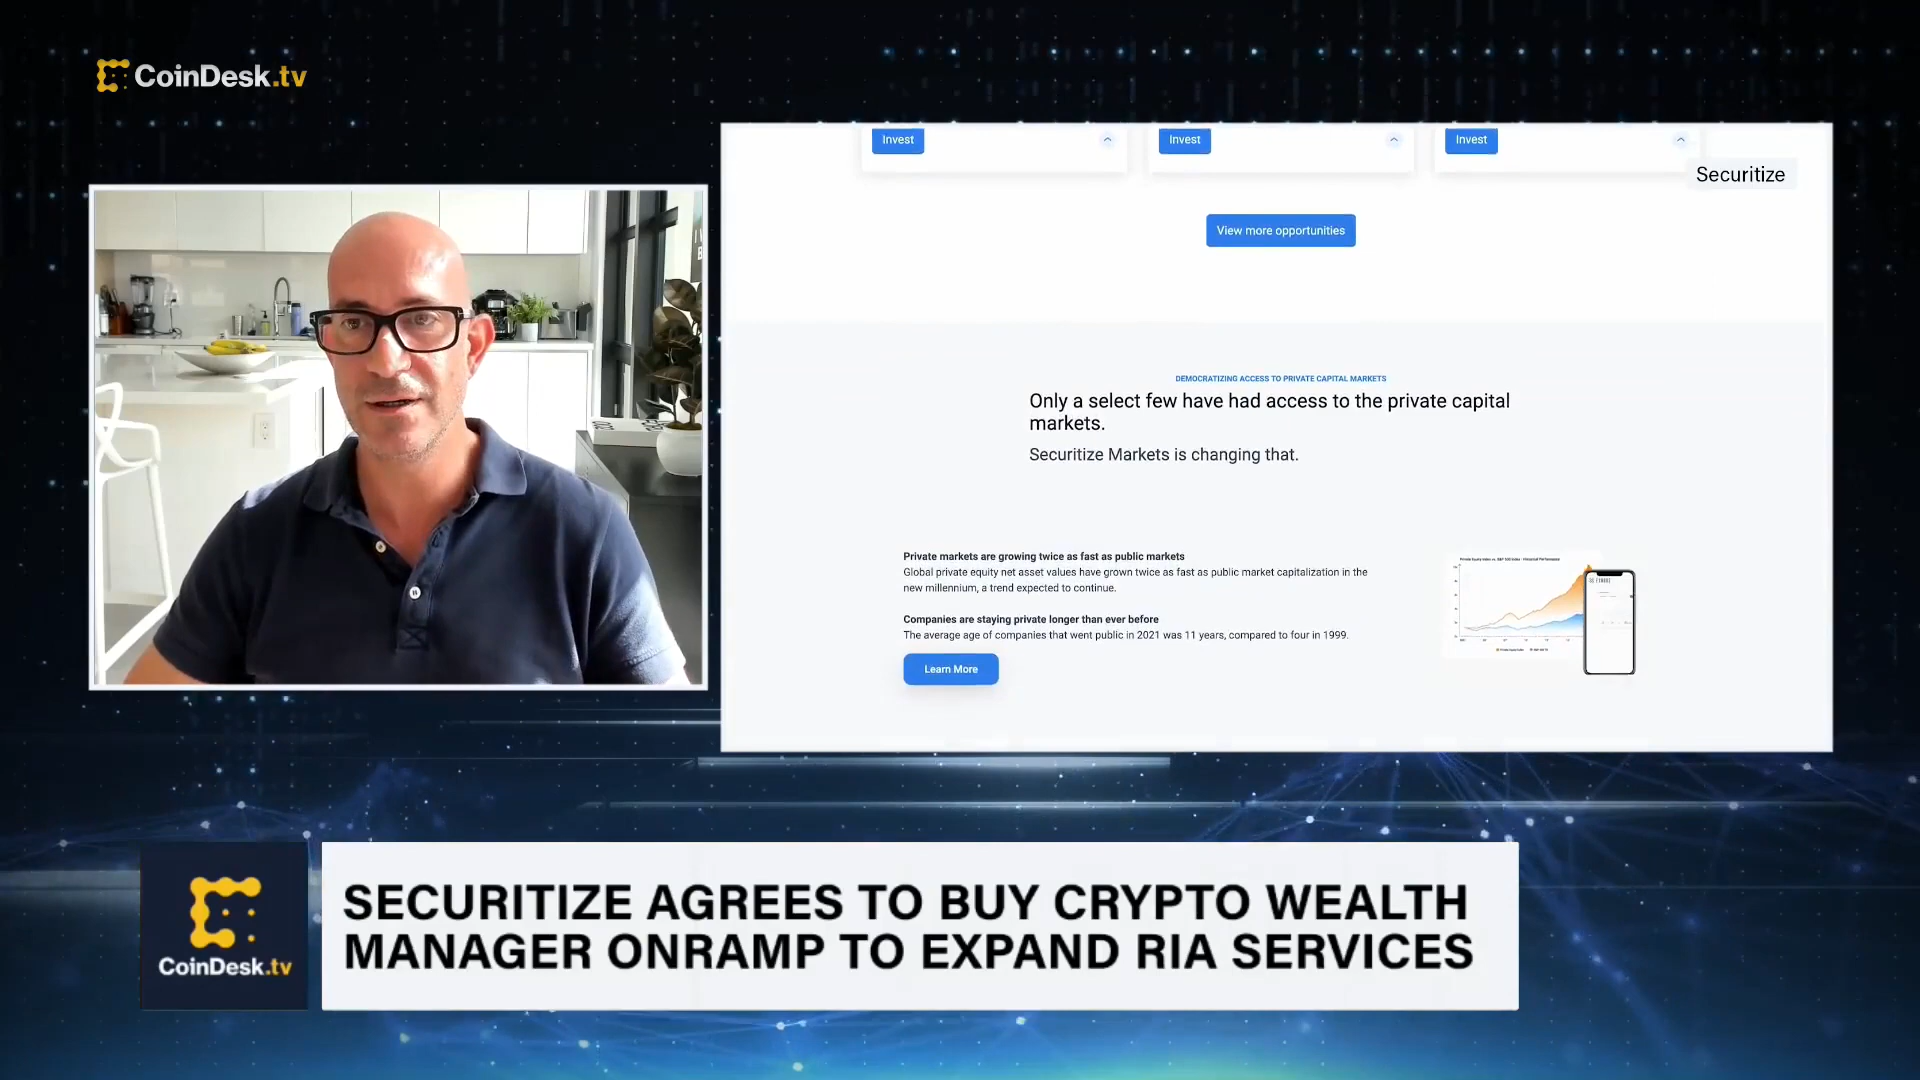 CoinDesk.tv
Invest
Invest
Invest
Securitize
View more opportunities
DEMOCRATIZING ACCESS TO PRIVATE CAPITAL MARKETS
Only a select few have had access to the private capital
markets.
Securitize Markets is changing that.
Private markets are growing twice as fast as public markets
Global private equity net asset values have grown twice as fast as public market capitalization in the
new millennium, a trend expected to continue.
Companies are staying private longer than ever before
The average age of companies that went public in 2021 was 11 years, compared to four in 1999.
Learn More
SECURITIZE AGREES TO BUY CRYPTO WEALTH
MANAGER ONRAMP TO EXPAND RIA SERVICES
CoinDesk.tv